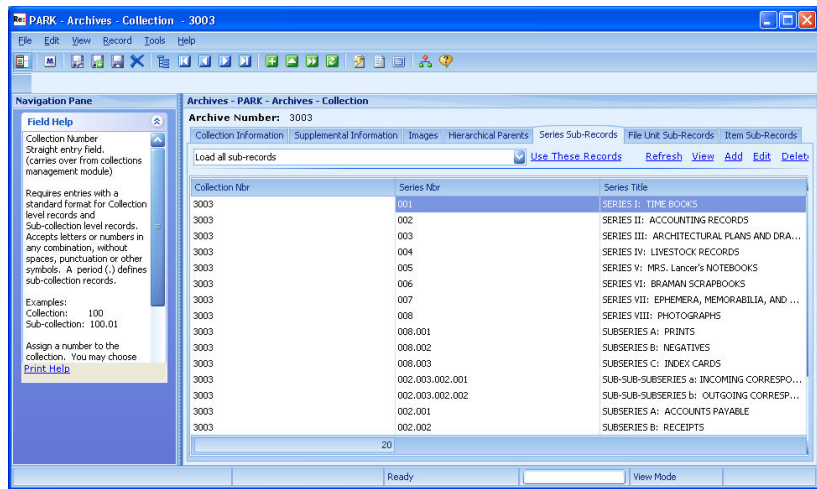 Re: PARK - Archives - Collection - 3003
File Edit View Record Tools Help
M
Navigation Pane
Field Help
Collection Number
Straight entry field.
(carries over from collections
management module)
Requires entries with a
standard format for Collection
level records and
Sub-collection level records.
Accepts letters or numbers in
any combination, without
spaces, punctuation or other
symbols. A period (.) defines
sub-collection records.
Examples:
Collection: 100
Sub-collection: 100.01
Assign a number to the
collection. You may choose
Print Help
Archives - PARK - Archives - Collection
Archive Number: 3003
Collection Information Supplemental Information Images Hierarchical Parents Series Sub-Records File Unit Sub-Records Item Sub-Records
Load all sub-records Use These Records Refresh View Add Edit Delete
Collection Nbr Series Nbr Series Title
3003 001 SERIES I: TIME BOOKS
3003 002 SERIES II: ACCOUNTING RECORDS
3003 003 SERIES III: ARCHITECTURAL PLANS AND DRA...
3003 004 SERIES IV: LIVESTOCK RECORDS
3003 005 SERIES V: MRS. Lancer's NOTEBOOKS
3003 006 SERIES VI: BRAMAN SCRAPBOOKS
3003 007 SERIES VII: EPHEMERA, MEMORABILIA, AND ...
3003 008 SERIES VIII: PHOTOGRAPHS
3003 008.001 SUBSERIES A: PRINTS
3003 008.002 SUBSERIES B: NEGATIVES
3003 008.003 SUBSERIES C: INDEX CARDS
3003 002.003.002.001 SUB-SUB-SUBSERIES a: INCOMING CORRESPO...
3003 002.003.002.002 SUB-SUB-SUBSERIES b: OUTGOING CORRESP...
3003 002.001 SUBSERIES A: ACCOUNTS PAYABLE
3003 002.002 SUBSERIES B: RECEIPTS
20
Ready View Mode